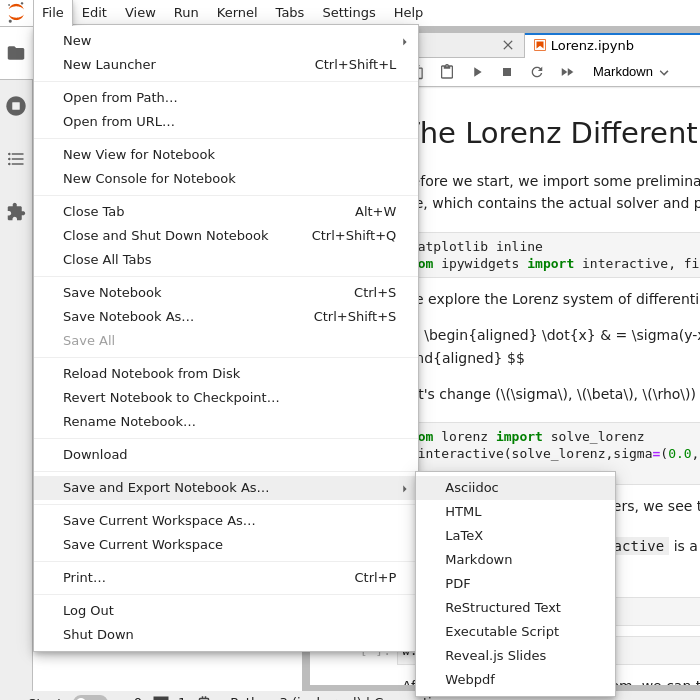 File Edit View Run Kernel Tabs Settings Help
New
New Launcher Ctrl+Shift+L
Open from Path…
Open from URL…
New View for Notebook
New Console for Notebook
Close Tab Alt+W
Close and Shut Down Notebook Ctrl+Shift+Q
Close All Tabs
Save Notebook Ctrl+S
Save Notebook As… Ctrl+Shift+S
Save All
Reload Notebook from Disk
Revert Notebook to Checkpoint…
Rename Notebook…
Download
Save and Export Notebook As…
Save Current Workspace As…
Save Current Workspace
Print… Ctrl+P
Log Out
Shut Down
Asciidoc
HTML
LaTeX
Markdown
PDF
ReStructured Text
Executable Script
Reveal.js Slides
Webpdf
Lorenz.ipynb
Markdown
he Lorenz Different
fore we start, we import some prelimina
e, which contains the actual solver and p
atplotlib inline
om ipywidgets import interactive, fi
e explore the Lorenz system of differenti
\begin{aligned} \dot{x} & = \sigma(y-x
nd{aligned} $$
t's change (\(\sigma\), \(\beta\), \(\rho\))
om lorenz import solve_lorenz
interactive(solve_lorenz,sigma=(0.0,
ers, we see t
active is a